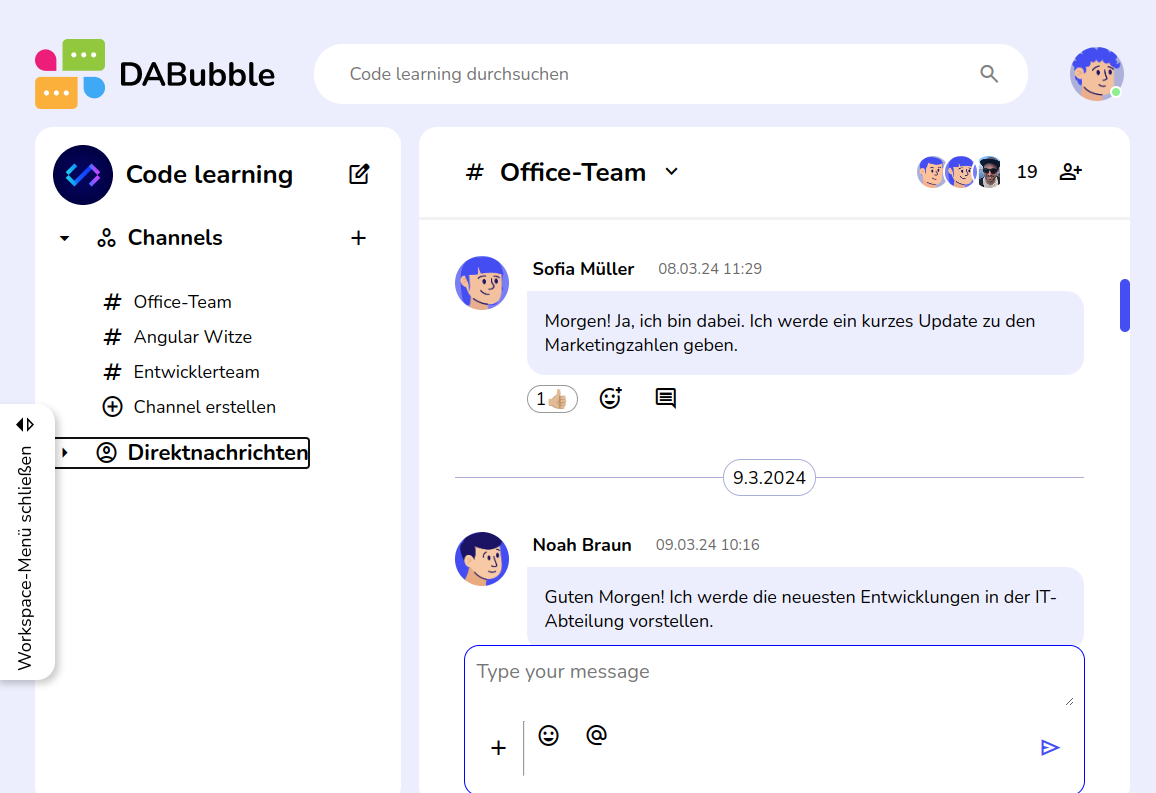 DABubble
Code learning durchsuchen
Code learning
Channels
# Office-Team
# Angular Witze
# Entwicklerteam
Channel erstellen
Direktnachrichten
Workspace-Menü schließen
# Office-Team
19
Sofia Müller 08.03.24 11:29
Morgen! Ja, ich bin dabei. Ich werde ein kurzes Update zu den
Marketingzahlen geben.
1
9.3.2024
Noah Braun 09.03.24 10:16
Guten Morgen! Ich werde die neuesten Entwicklungen in der IT-
Abteilung vorstellen.
Type your message